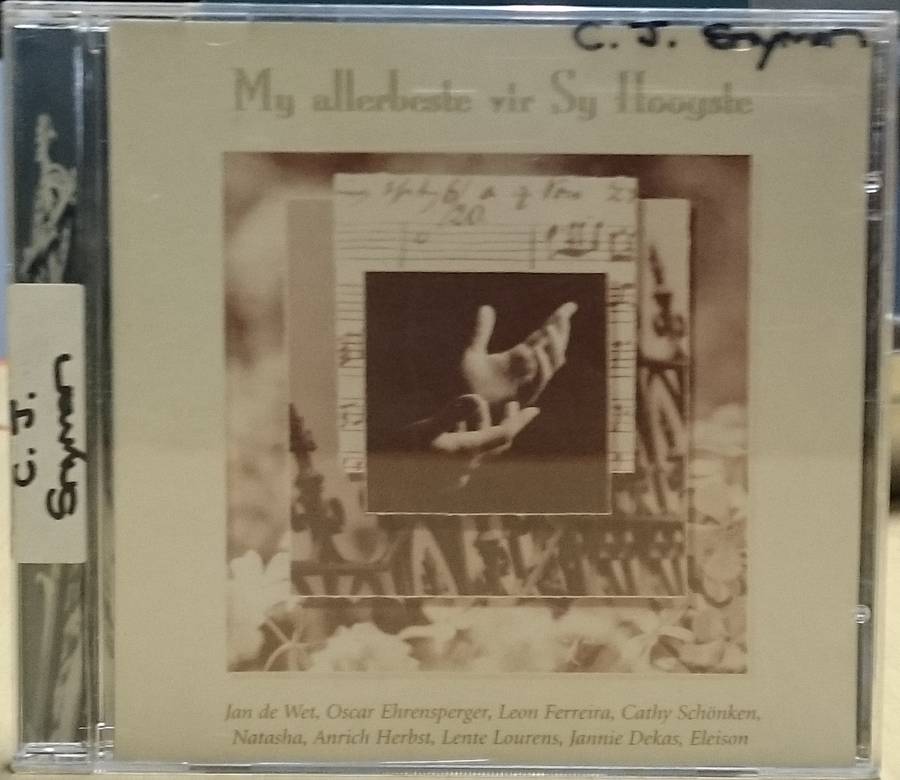 C. J. Snyman
My allerbeste vir Sy Hoogste
20
C. J.
Snyman
Jan de Wet, Oscar Ehrensperger, Leon Ferreira, Cathy Schönken,
Natasha, Anrich Herbst, Lente Lourens, Jannie Dekas, Eleison